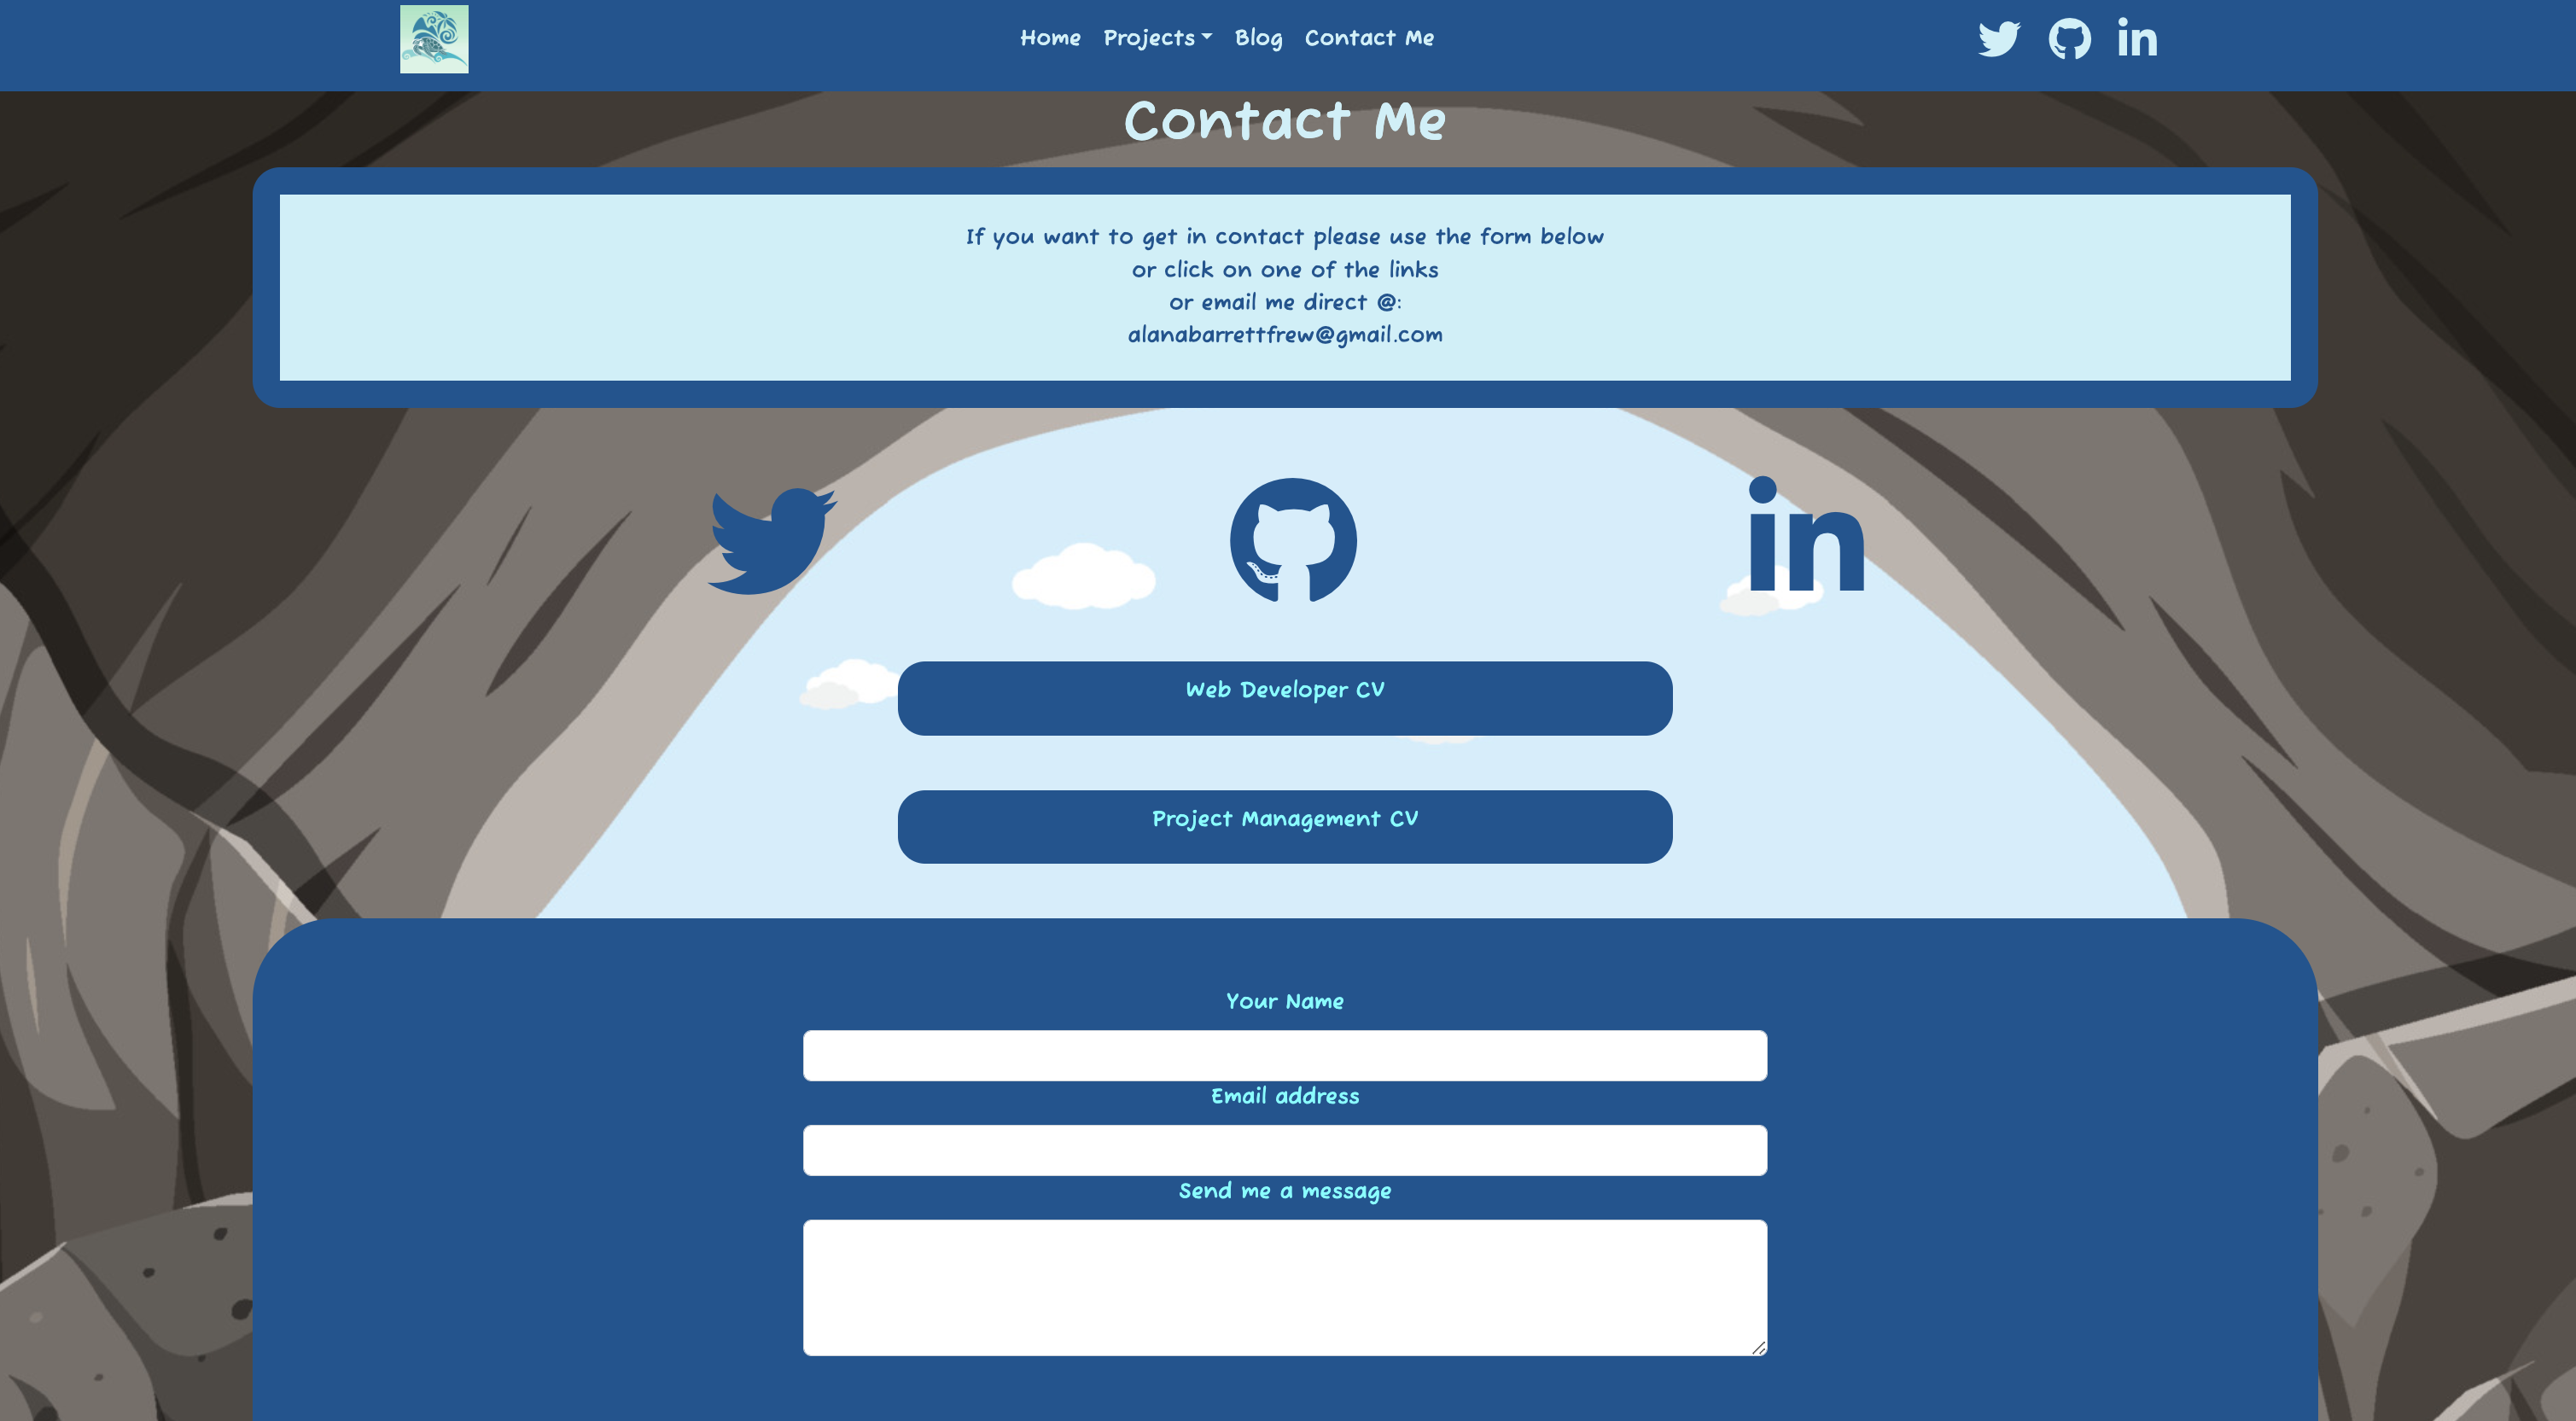 Home Projects Blog Contact Me
Contact Me
If you want to get in contact please use the form below
or click on one of the links
or email me direct @:
alanabarrettfrew@gmail.com
in
Web Developer CV
Project Management CV
Your Name
Email address
Send me a message